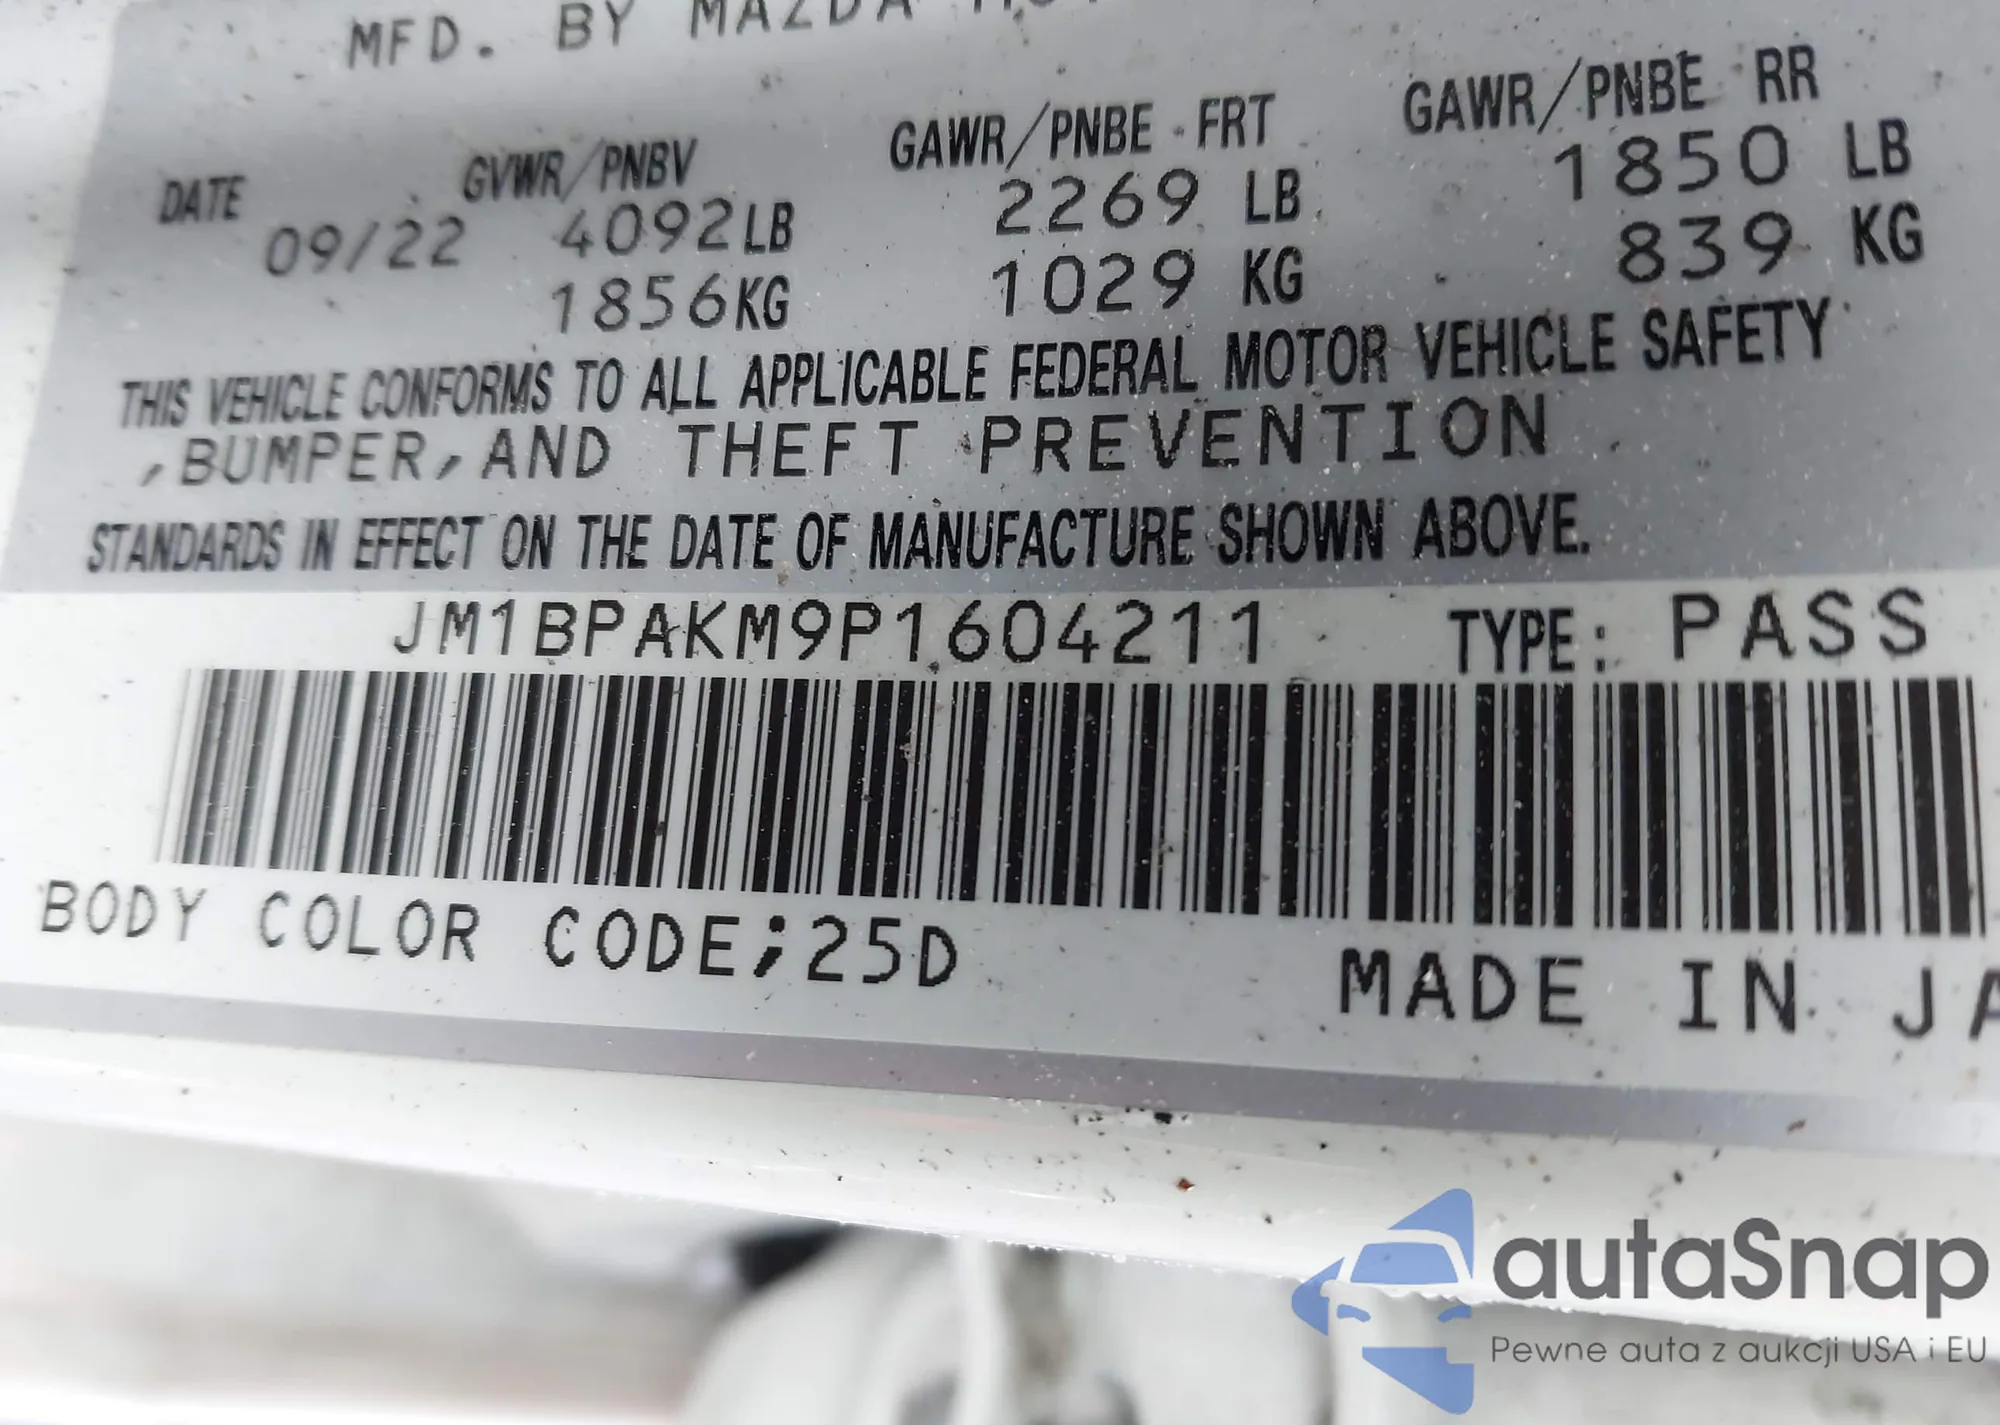 MFD. BY MAZDA
DATE GVWR/PNBV GAWR/PNBE FRT GAWR/PNBE RR
09/22 4092LB 2269 LB 1850 LB
1856KG 1029 KG 839 KG
THIS VEHICLE CONFORMS TO ALL APPLICABLE FEDERAL MOTOR VEHICLE SAFETY
,BUMPER,AND THEFT PREVENTION
STANDARDS IN EFFECT ON THE DATE OF MANUFACTURE SHOWN ABOVE.
JM1BPAKM9P1604211 TYPE: PASS
BODY COLOR CODE;25D
MADE IN JA
autaSnap
Pewne auta z aukcji USA i EU